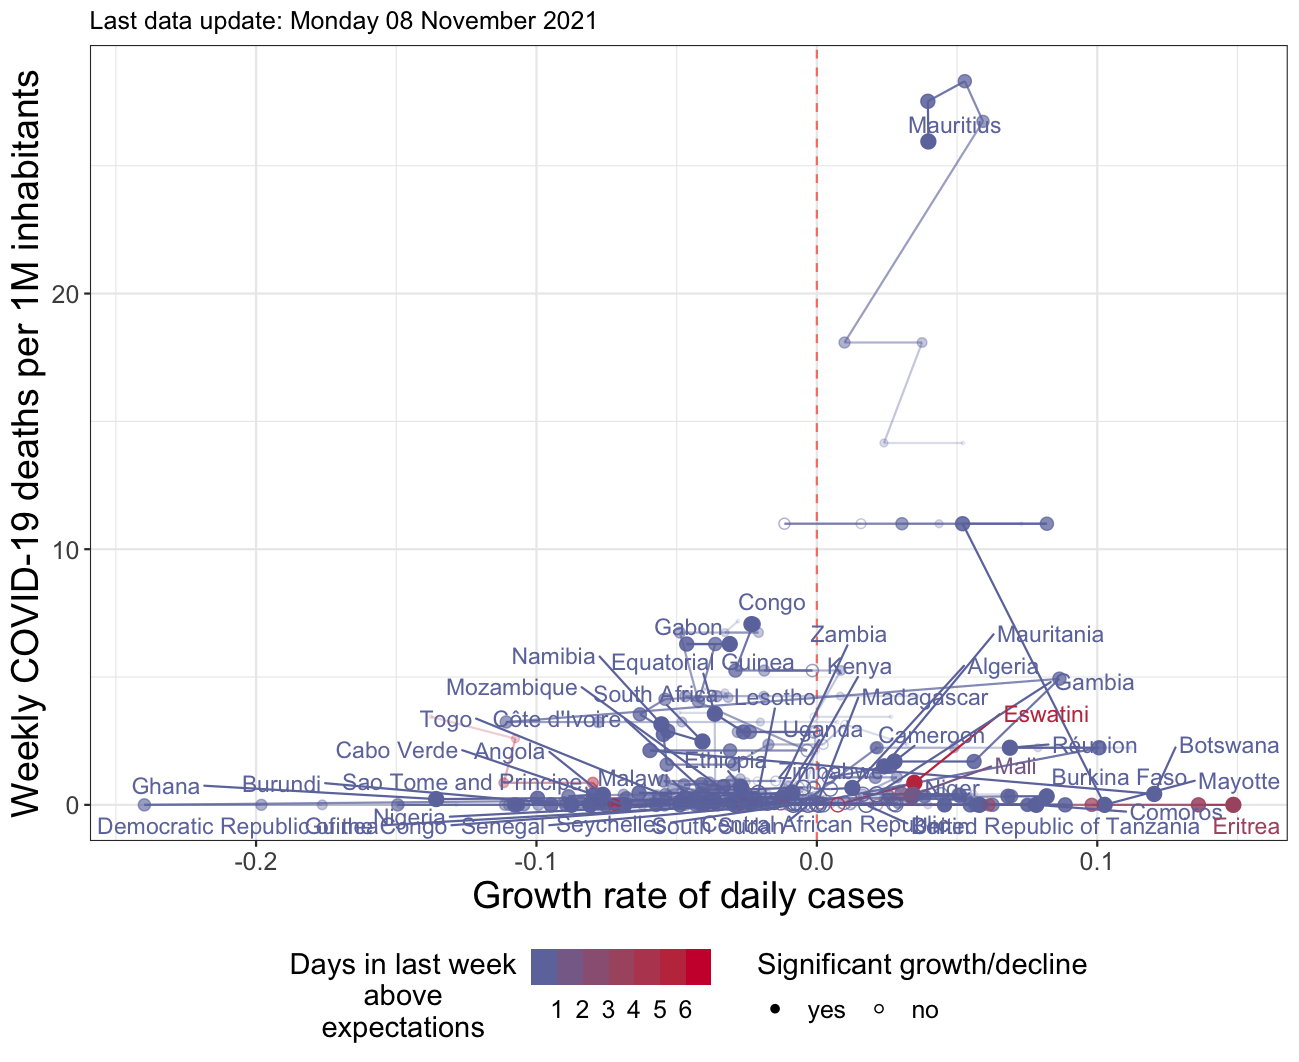 Last data update: Monday 08 November 2021
Weekly COVID-19 deaths per 1M inhabitants
20
10
0
Mauritius
Congo
Gabon
Zambia
Mauritania
Namibia
Equatorial Guinea
Kenya
Algeria
Mozambique
South Africa
Lesotho
Madagascar
Gambia
Togo
Côte d'Ivoire
Uganda
Cameroon
Eswatini
Cabo Verde
Angola
Ethiopia
Réunion
Botswana
Ghana
Burundi
Sao Tome and Principe
Malawi
Zimbabwe
Niger
Mali
Burkina Faso
Mayotte
Nigeria
Comoros
Democratic Republic of the Congo
Guinea
Senegal
Seychelles
South Sudan
Central African Republic
Benin
United Republic of Tanzania
Eritrea
-0.2
-0.1
0.0
0.1
Growth rate of daily cases
Days in last week
above
expectations
1 2 3 4 5 6
Significant growth/decline
yes
no